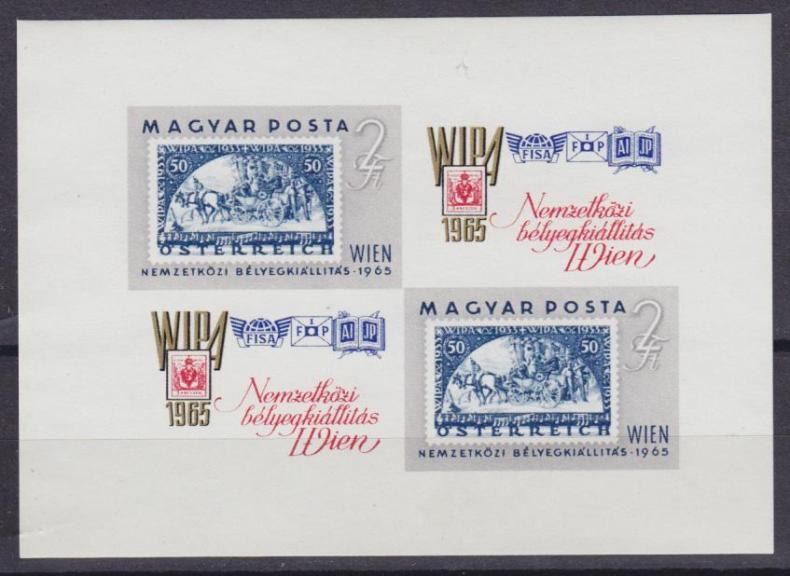 MAGYAR POSTA
2 Ft
WIPA 1933 WIPA 1933
50 50
ÖSTERREICH
WIEN
NEMZETKÖZI BÉLYEGKIÁLLÍTÁS · 1965
WIPA
1965
FISA
F I P
AIJP
Nemzetközi
bélyegkiállítás
Wien
WIPA
1965
FISA
F I P
AIJP
Nemzetközi
bélyegkiállítás
Wien
MAGYAR POSTA
2 Ft
WIPA 1933 WIPA 1933
50 50
ÖSTERREICH
WIEN
NEMZETKÖZI BÉLYEGKIÁLLÍTÁS · 1965